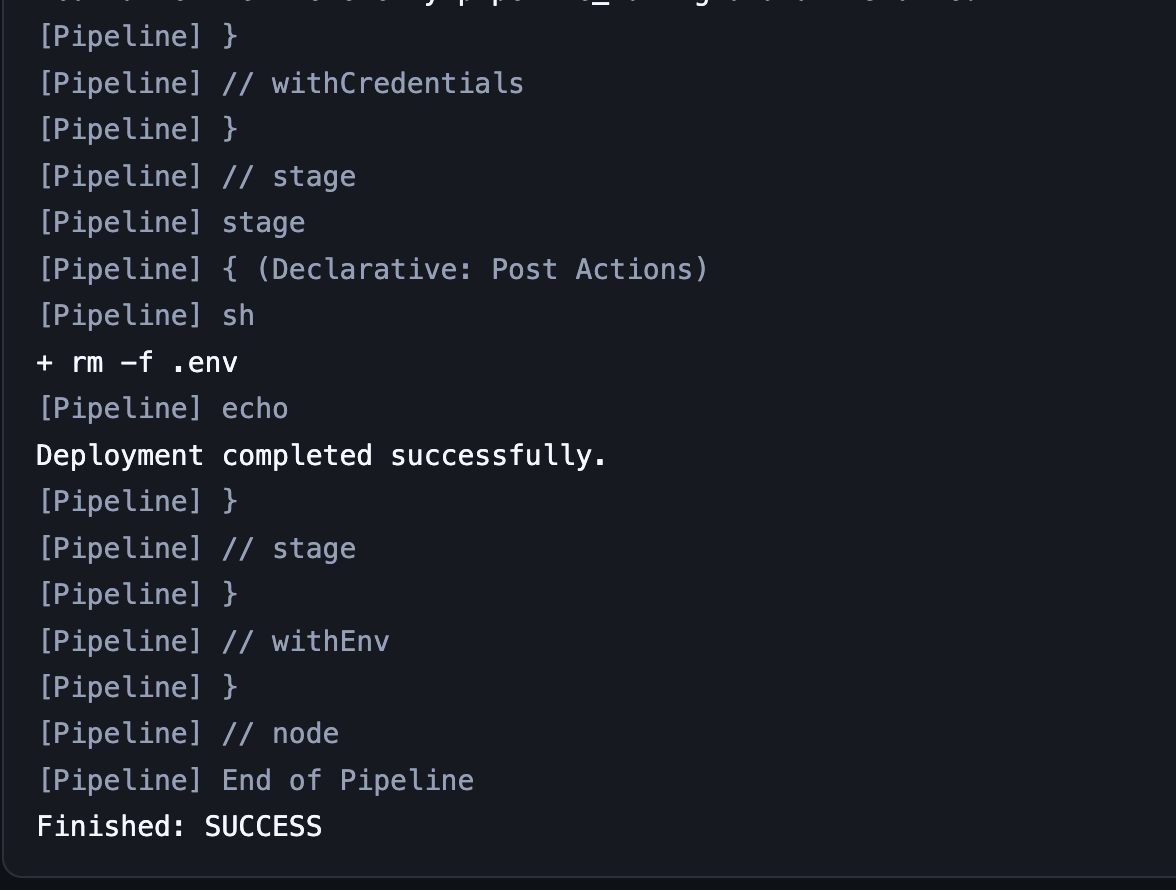 [Pipeline] }
[Pipeline] // withCredentials
[Pipeline] }
[Pipeline] // stage
[Pipeline] stage
[Pipeline] { (Declarative: Post Actions)
[Pipeline] sh
+ rm -f .env
[Pipeline] echo
Deployment completed successfully.
[Pipeline] }
[Pipeline] // stage
[Pipeline] }
[Pipeline] // withEnv
[Pipeline] }
[Pipeline] // node
[Pipeline] End of Pipeline
Finished: SUCCESS